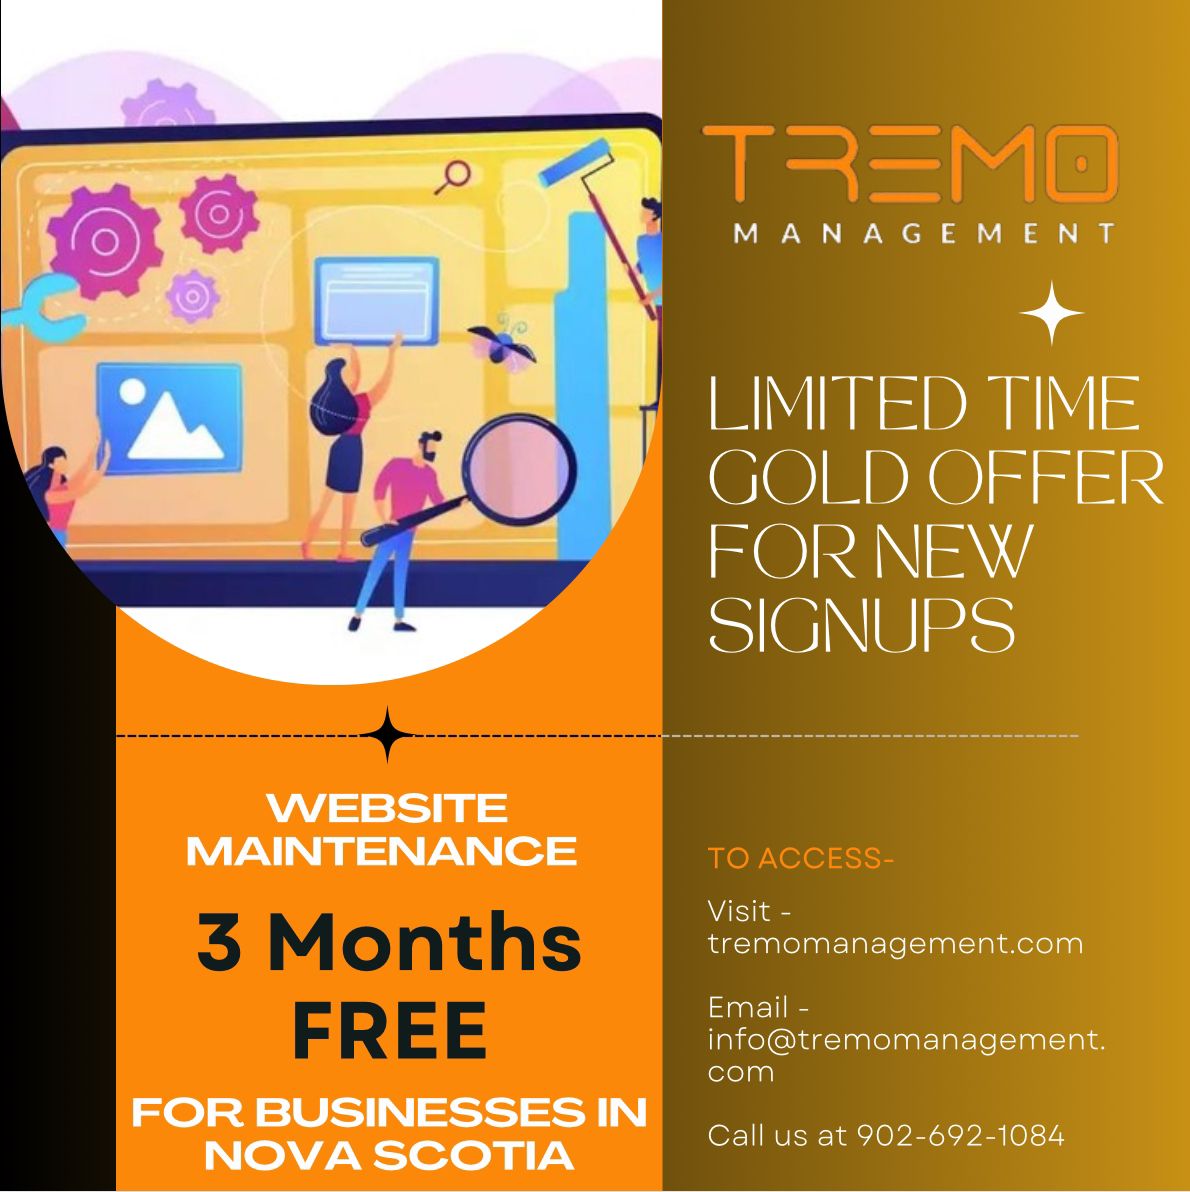 TREMO
MANAGEMENT
LIMITED TIME
GOLD OFFER
FOR NEW
SIGNUPS
WEBSITE
MAINTENANCE
3 Months
FREE
FOR BUSINESSES IN
NOVA SCOTIA
TO ACCESS-
Visit -
tremomanagement.com
Email -
info@tremomanagement.
com
Call us at 902-692-1084